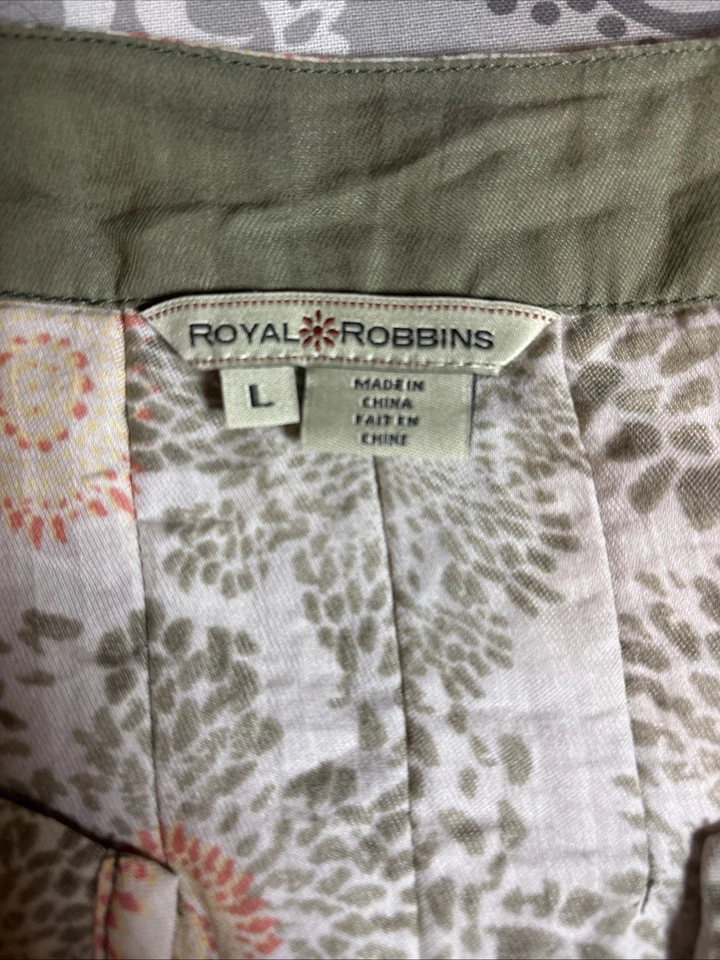 ROYAL ROBBINS
L
MADE IN
CHINA
FAIT EN
CHINE